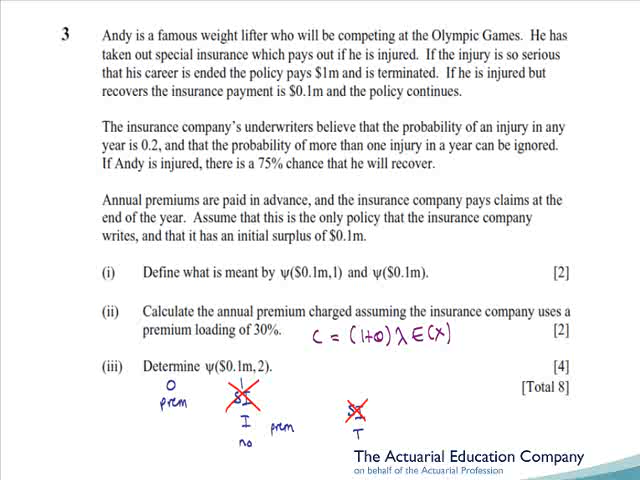 3 Andy is a famous weight lifter who will be competing at the Olympic Games. He has
taken out special insurance which pays out if he is injured. If the injury is so serious
that his career is ended the policy pays $1m and is terminated. If he is injured but
recovers the insurance payment is $0.1m and the policy continues.
The insurance company's underwriters believe that the probability of an injury in any
year is 0.2, and that the probability of more than one injury in a year can be ignored.
If Andy is injured, there is a 75% chance that he will recover.
Annual premiums are paid in advance, and the insurance company pays claims at the
end of the year. Assume that this is the only policy that the insurance company
writes, and that it has an initial surplus of $0.1m.
(i) Define what is meant by ψ($0.1m,1) and ψ($0.1m). [2]
(ii) Calculate the annual premium charged assuming the insurance company uses a
premium loading of 30%. [2]
C = (1+θ) λ E(X)
(iii) Determine ψ($0.1m,2). [4]
[Total 8]
0 1
prem SI SI
I prem I
no
The Actuarial Education Company
on behalf of the Actuarial Profession